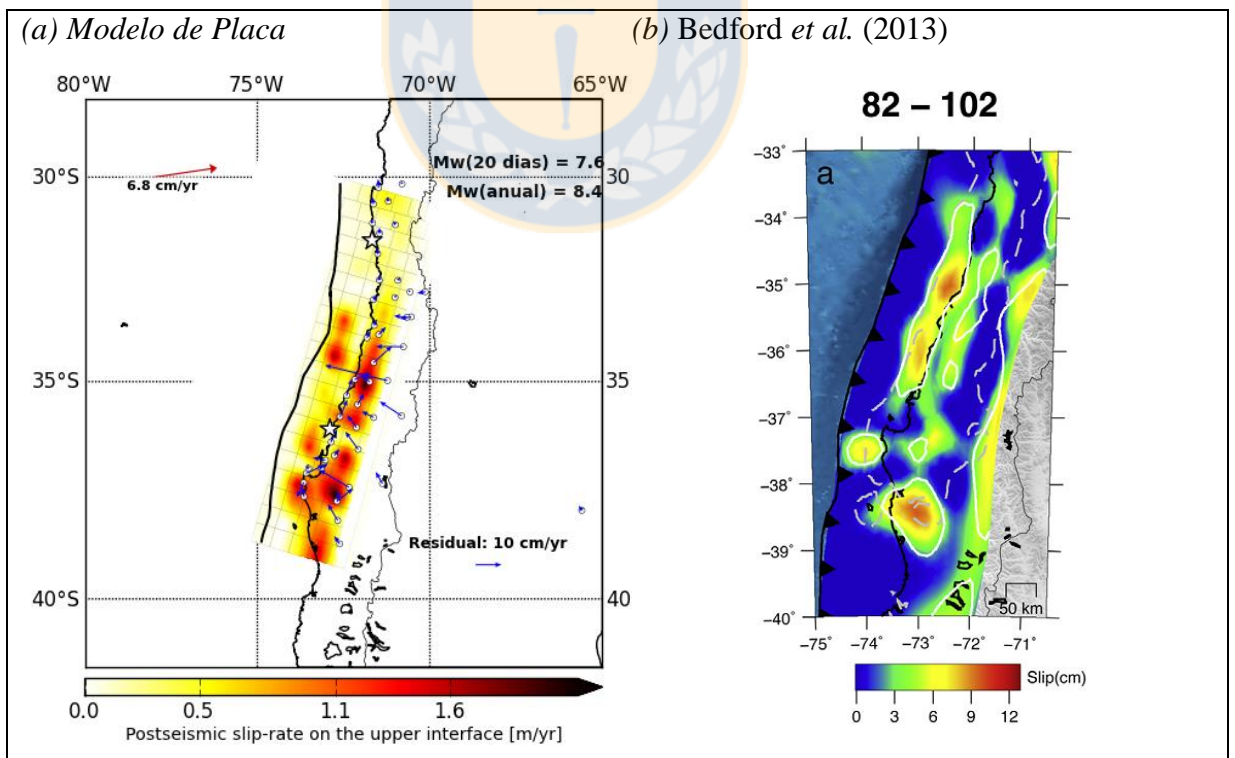 (a) Modelo de Placa
(b) Bedford et al. (2013)
80°W 75°W 70°W 65°W
Mw(20 dias) = 7.6
Mw(anual) = 8.4
6.8 cm/yr
30°S 30
35°S 35
40°S 40
Residual: 10 cm/yr
0.0 0.5 1.1 1.6
Postseismic slip-rate on the upper interface [m/yr]
82 – 102
a
−33°
−34°
−35°
−36°
−37°
−38°
−39°
−40°
50 km
−75° −74° −73° −72° −71°
Slip(cm)
0 3 6 9 12